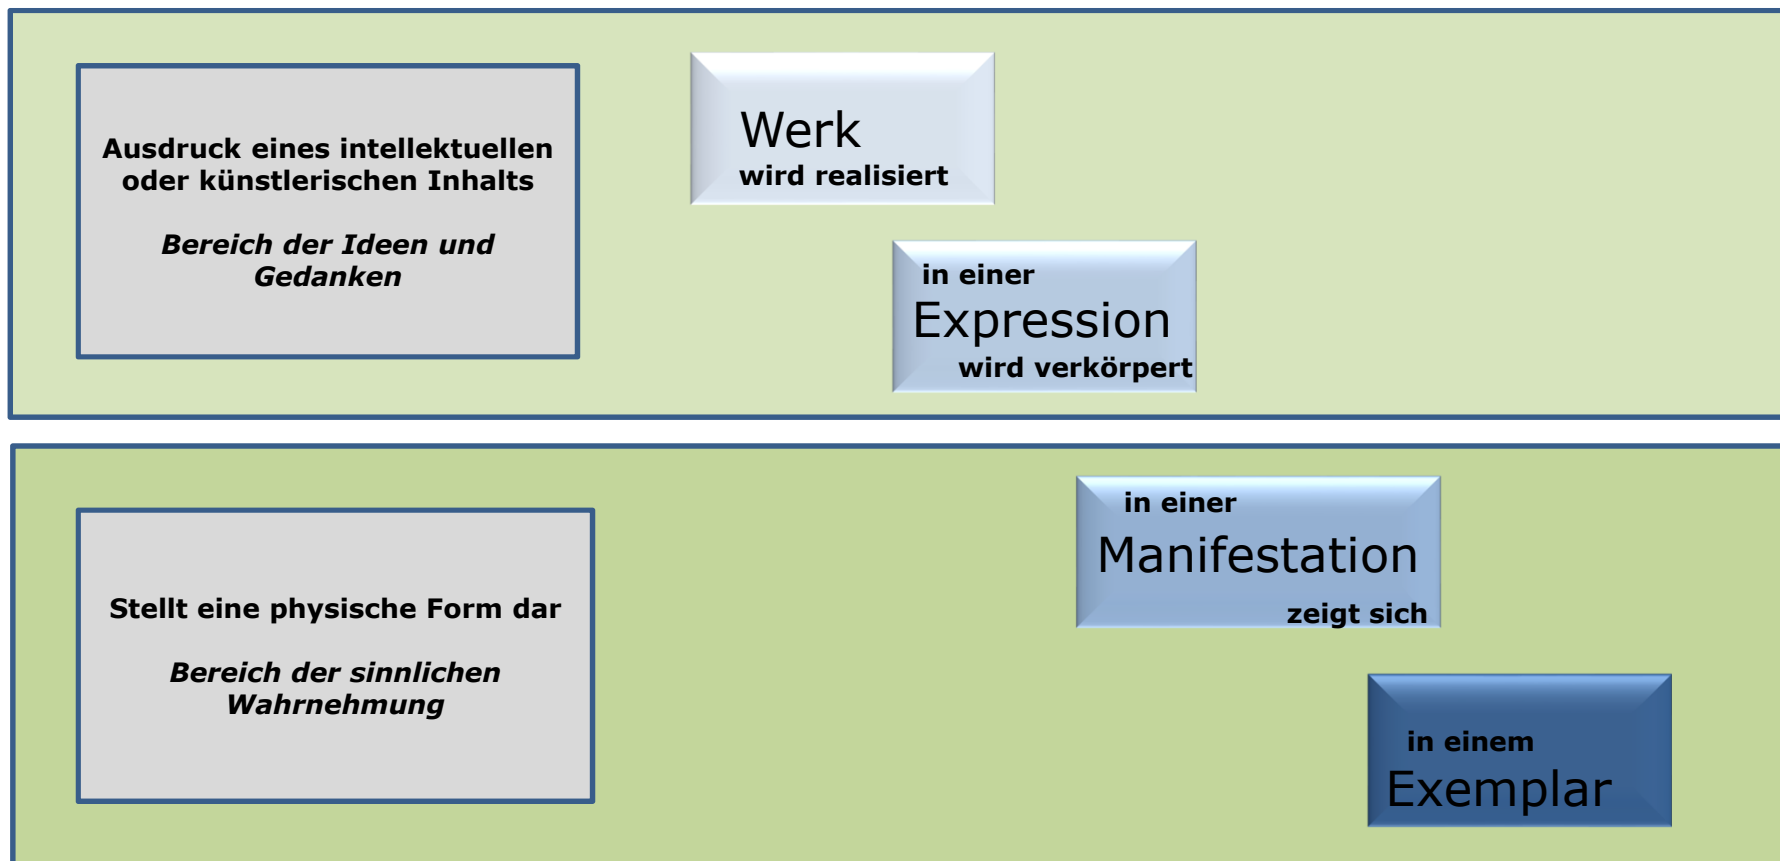 Ausdruck eines intellektuellen
oder künstlerischen Inhalts
Bereich der Ideen und
Gedanken
Werk
wird realisiert
in einer
Expression
wird verkörpert
Stellt eine physische Form dar
Bereich der sinnlichen
Wahrnehmung
in einer
Manifestation
zeigt sich
in einem
Exemplar